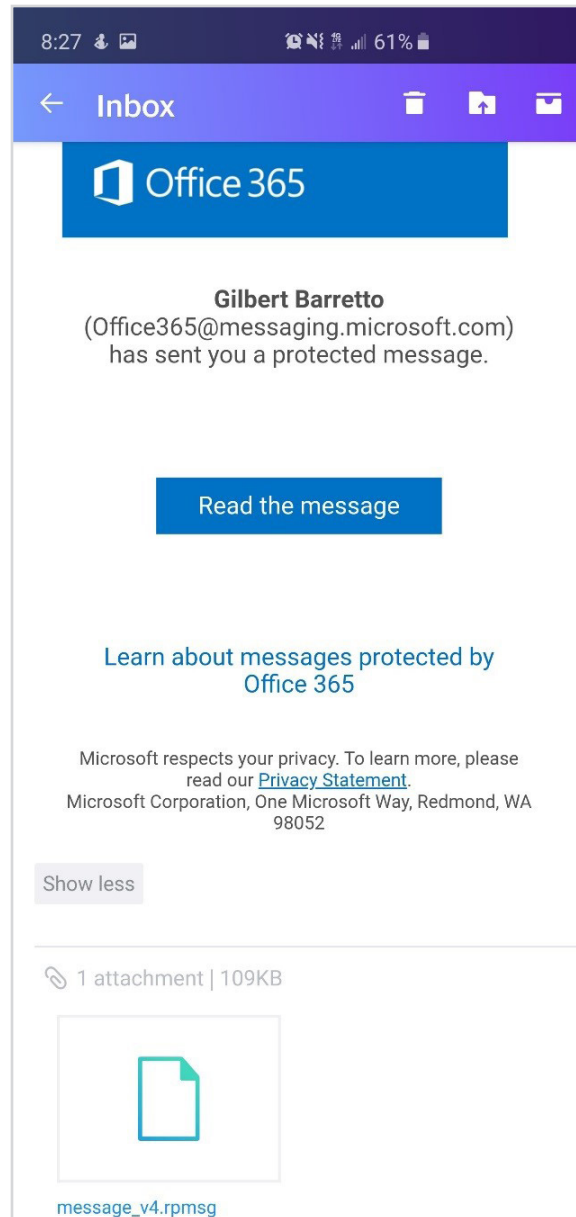 8:27 61%
Inbox
Office 365
Gilbert Barretto
(Office365@messaging.microsoft.com)
has sent you a protected message.
Read the message
Learn about messages protected by
Office 365
Microsoft respects your privacy. To learn more, please
read our Privacy Statement.
Microsoft Corporation, One Microsoft Way, Redmond, WA
98052
Show less
1 attachment | 109KB
message_v4.rpmsg